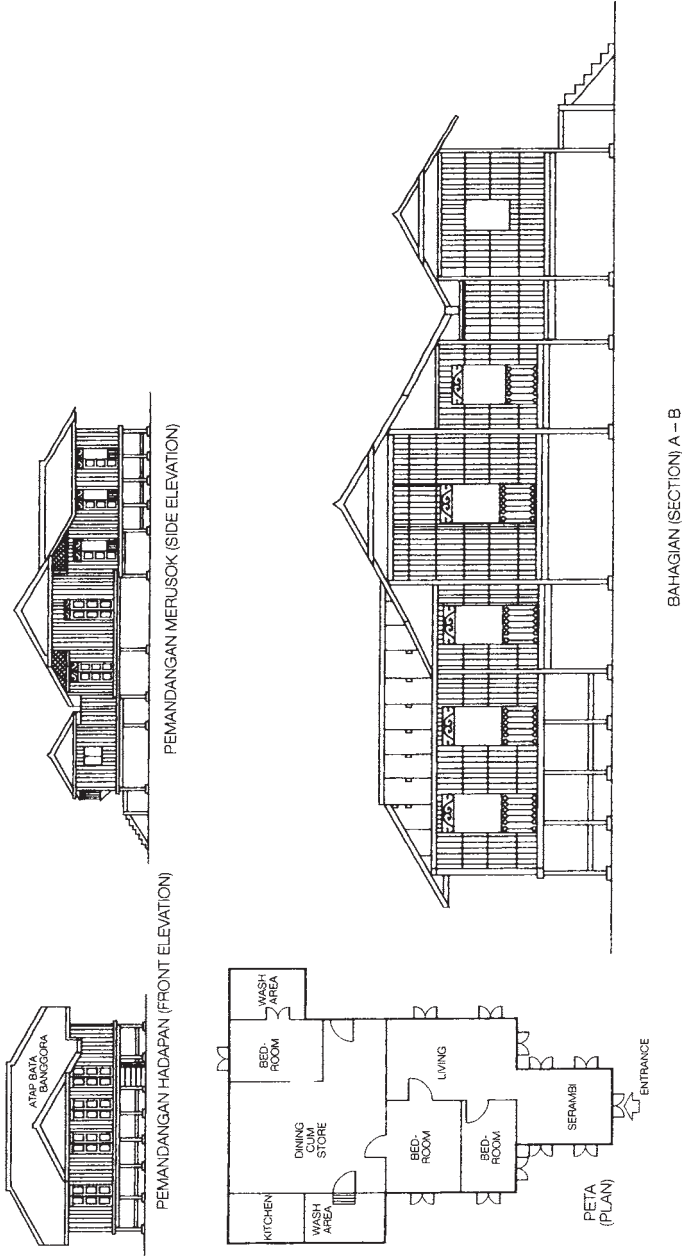 ATAP BATA
BANGGORA
PEMANDANGAN HADAPAN (FRONT ELEVATION)
PEMANDANGAN MERUSOK (SIDE ELEVATION)
WASH
AREA
BED-
ROOM
DINING
CUM
STORE
KITCHEN
WASH
AREA
LIVING
BED-
ROOM
BED-
ROOM
SERAMBI
ENTRANCE
PETA
(PLAN)
BAHAGIAN (SECTION) A – B